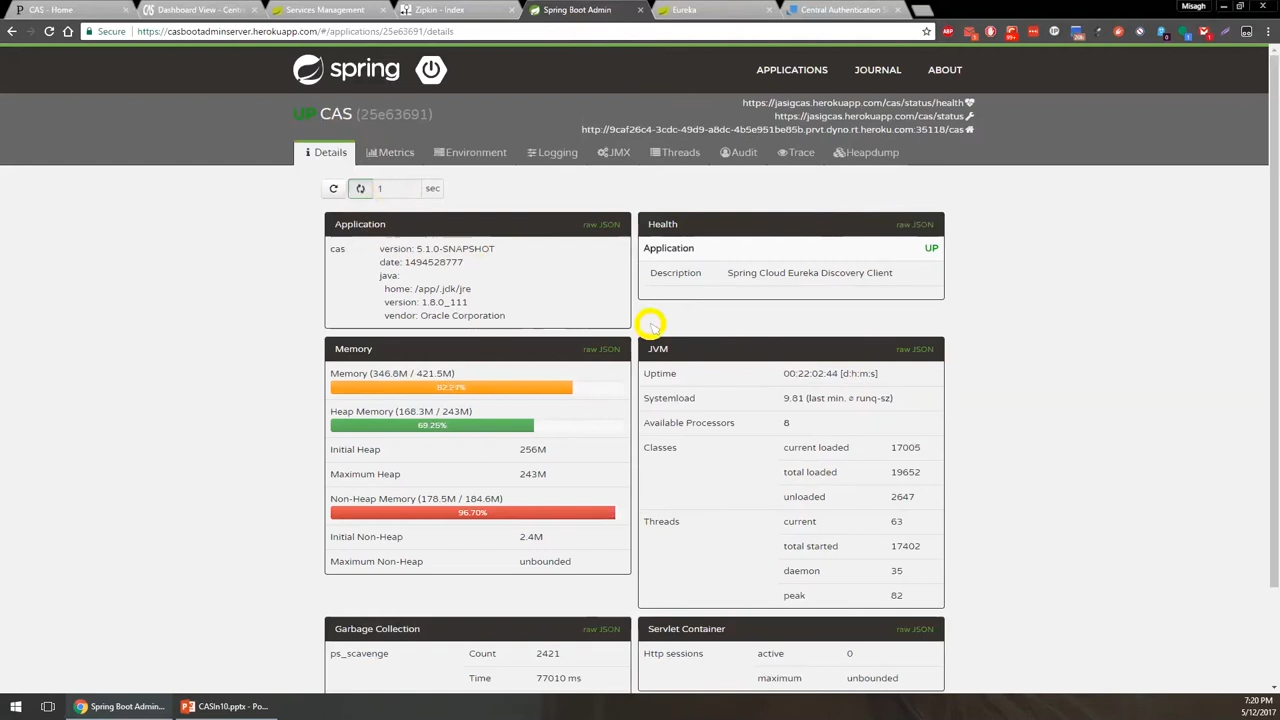 CAS - Home
Dashboard View - Centr
Services Management
Zipkin - Index
Spring Boot Admin
Eureka
Central Authentication S
Misagh
Secure
https://casbootadminserver.herokuapp.com/#/applications/25e63691/details
spring
APPLICATIONS
JOURNAL
ABOUT
UP CAS (25e63691)
https://jasigcas.herokuapp.com/cas/status/health
https://jasigcas.herokuapp.com/cas/status
http://9caf26c4-3cdc-49d9-a8dc-4b5e951be85b.prvt.dyno.rt.heroku.com:35118/cas
Details
Metrics
Environment
Logging
JMX
Threads
Audit
Trace
Heapdump
1 sec
Application raw JSON
cas version: 5.1.0-SNAPSHOT
date: 1494528777
java:
home: /app/.jdk/jre
version: 1.8.0_111
vendor: Oracle Corporation
Health raw JSON
Application UP
Description Spring Cloud Eureka Discovery Client
Memory raw JSON
Memory (346.8M / 421.5M)
Heap Memory (168.3M / 243M)
69.25%
Initial Heap 256M
Maximum Heap 243M
Non-Heap Memory (178.5M / 184.6M)
96.70%
Initial Non-Heap 2.4M
Maximum Non-Heap unbounded
JVM raw JSON
Uptime 00:22:02:44 [d:h:m:s]
Systemload 9.81 (last min. ∅ runq-sz)
Available Processors 8
Classes current loaded 17005
total loaded 19652
unloaded 2647
Threads current 63
total started 17402
daemon 35
peak 82
Garbage Collection raw JSON
ps_scavenge Count 2421
Time 77010 ms
Servlet Container raw JSON
Http sessions active 0
maximum unbounded
Spring Boot Admin...
CASIn10.pptx - Po...
7:20 PM
5/12/2017